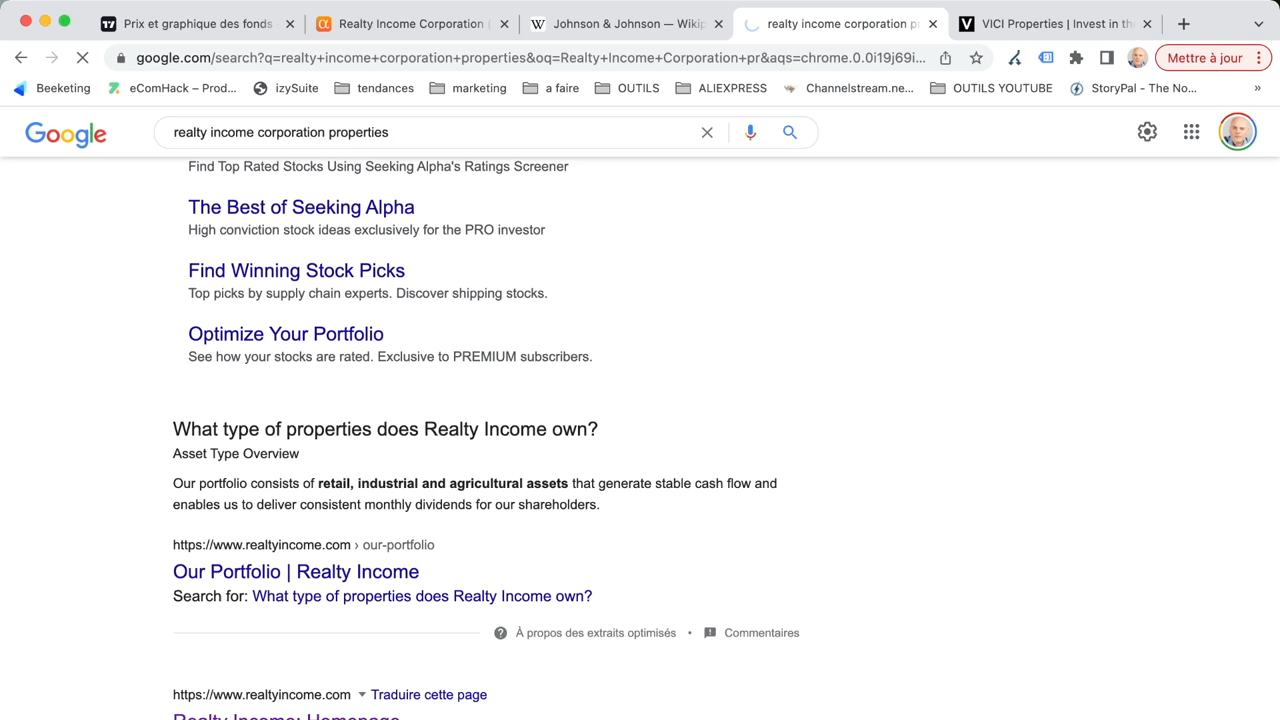 Prix et graphique des fonds
Realty Income Corporation (
Johnson & Johnson — Wikip
realty income corporation pr
VICI Properties | Invest in the
google.com/search?q=realty+income+corporation+properties&oq=Realty+Income+Corporation+pr&aqs=chrome.0.0i19j69i...
Mettre à jour
Beeketing
eComHack – Prod...
izySuite
tendances
marketing
a faire
OUTILS
ALIEXPRESS
Channelstream.ne...
OUTILS YOUTUBE
StoryPal - The No...
»
Google
realty income corporation properties
Find Top Rated Stocks Using Seeking Alpha's Ratings Screener
The Best of Seeking Alpha
High conviction stock ideas exclusively for the PRO investor
Find Winning Stock Picks
Top picks by supply chain experts. Discover shipping stocks.
Optimize Your Portfolio
See how your stocks are rated. Exclusive to PREMIUM subscribers.
What type of properties does Realty Income own?
Asset Type Overview
Our portfolio consists of retail, industrial and agricultural assets that generate stable cash flow and
enables us to deliver consistent monthly dividends for our shareholders.
https://www.realtyincome.com › our-portfolio
Our Portfolio | Realty Income
Search for: What type of properties does Realty Income own?
À propos des extraits optimisés • Commentaires
https://www.realtyincome.com Traduire cette page
Realty Income: Homepage